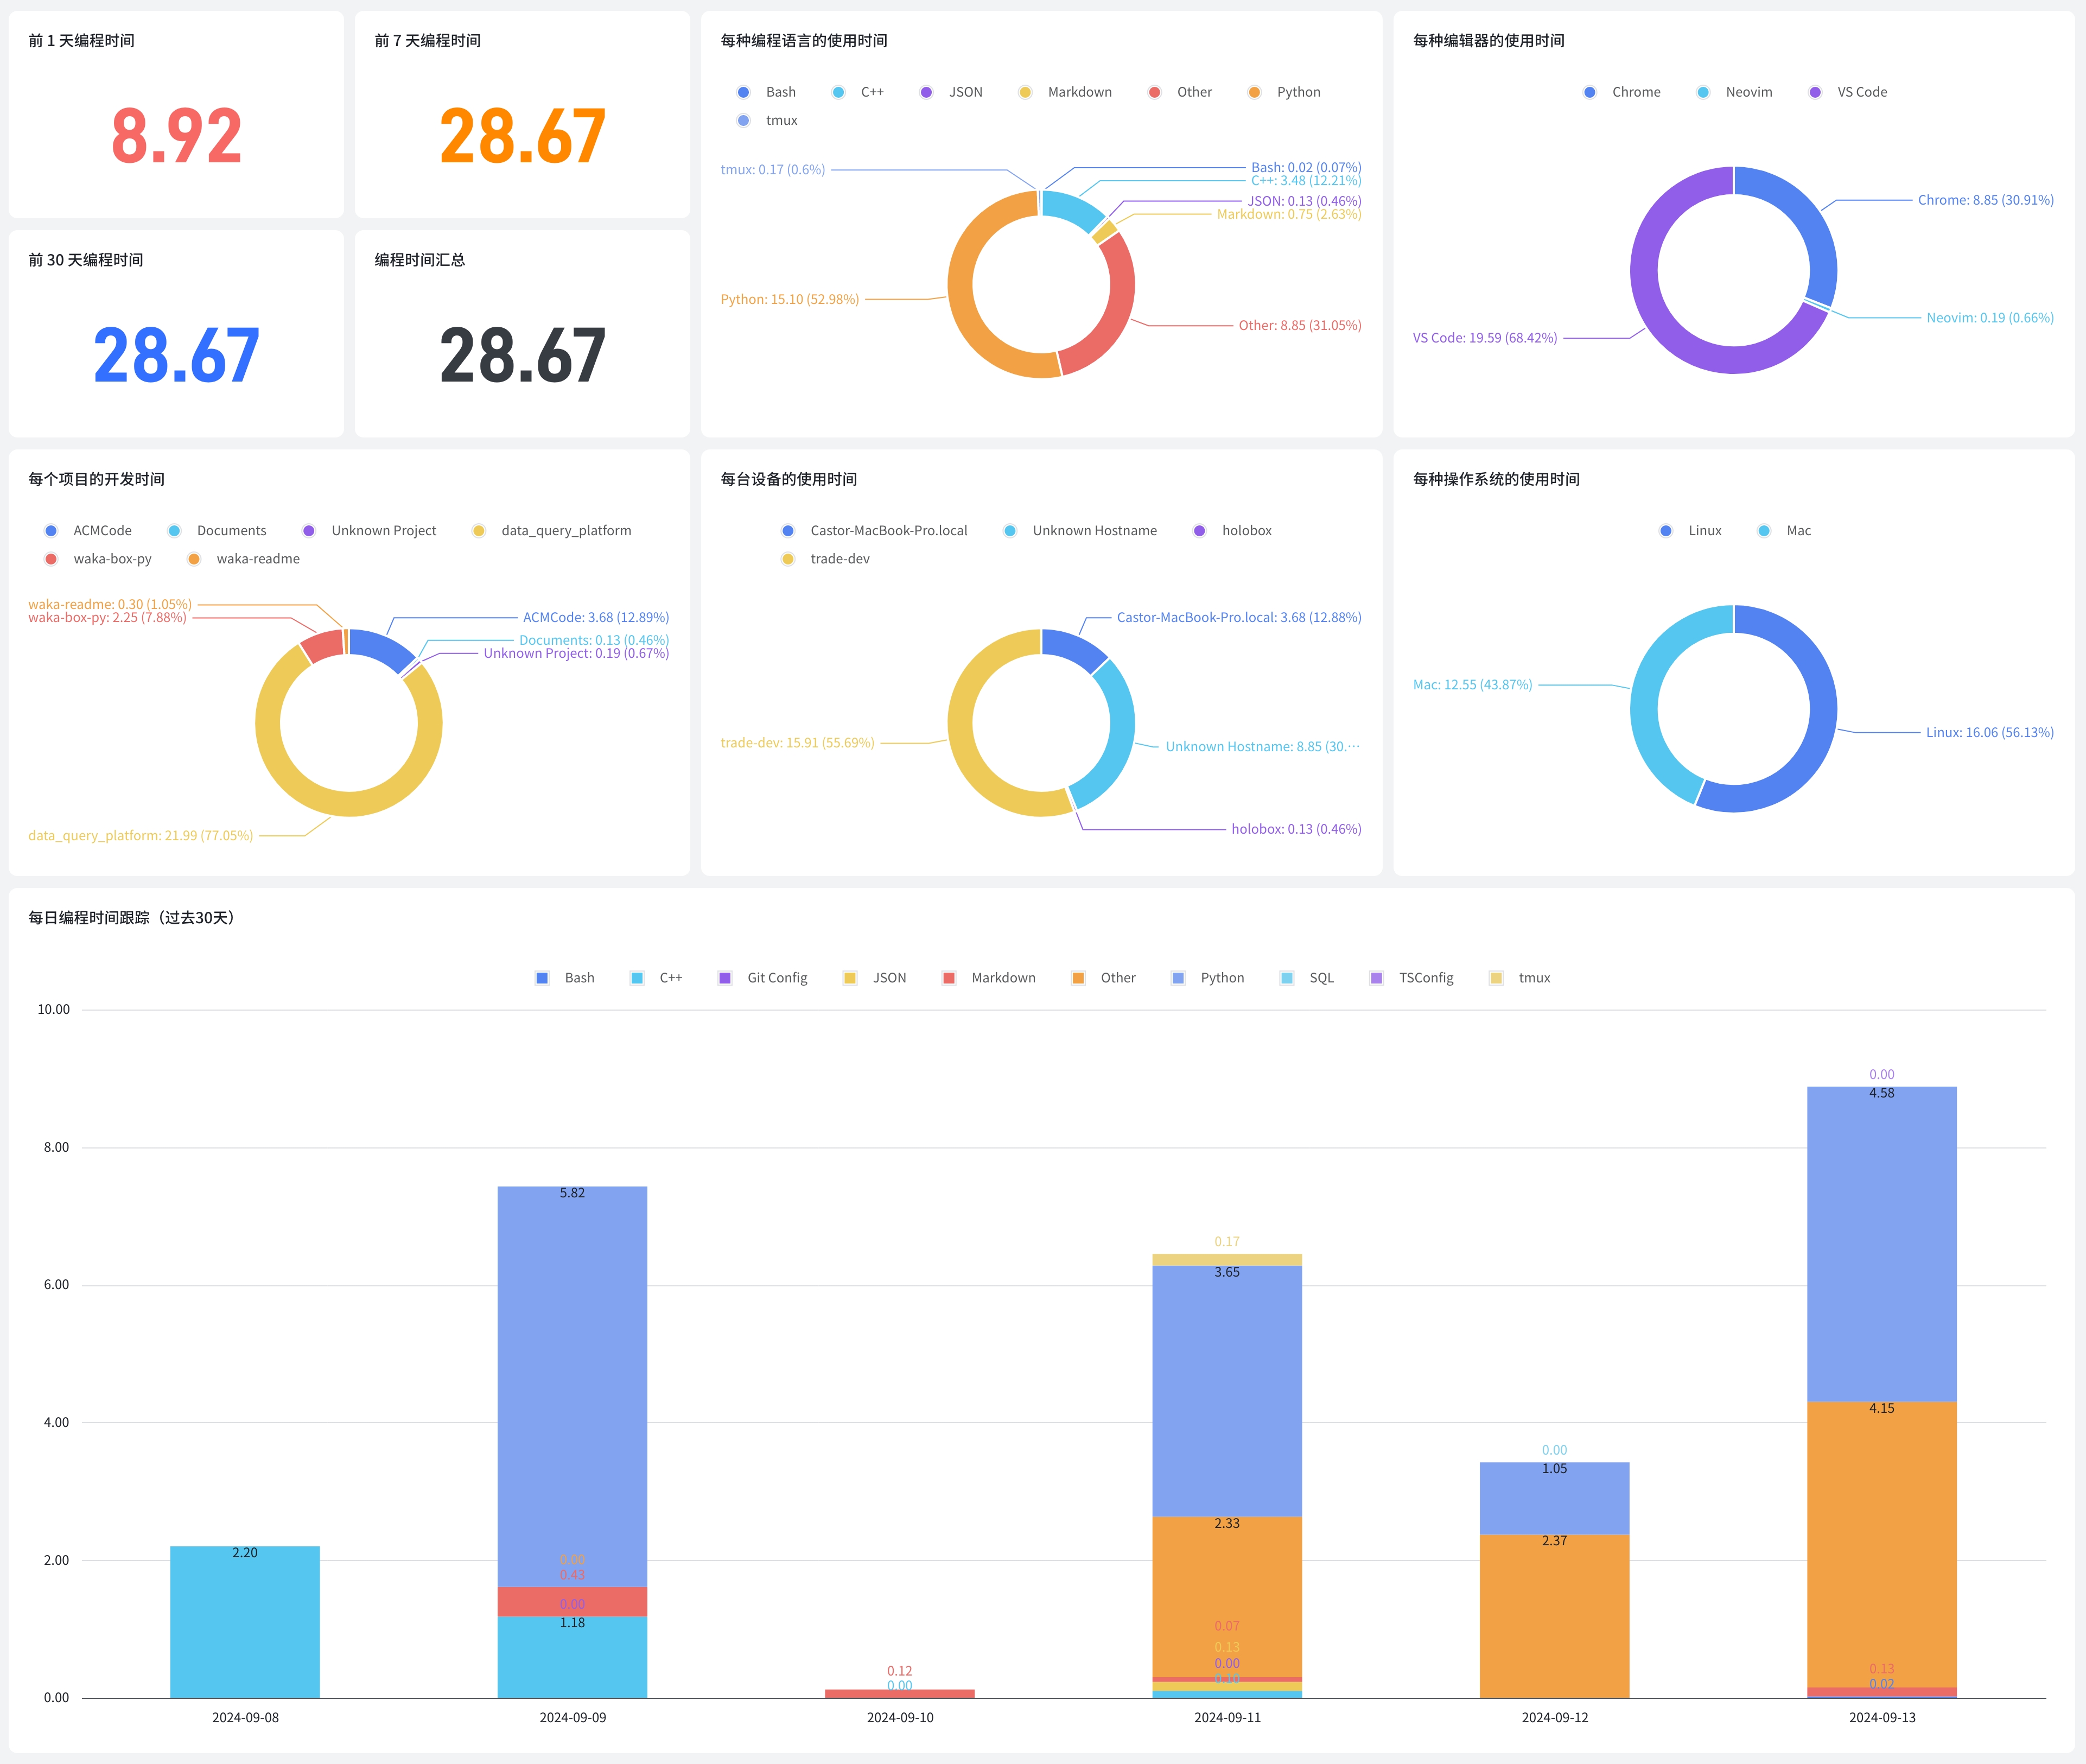 前 1 天编程时间
8.92
前 7 天编程时间
28.67
前 30 天编程时间
28.67
编程时间汇总
28.67
每种编程语言的使用时间
Bash C++ JSON Markdown Other Python
tmux
tmux: 0.17 (0.6%)
Bash: 0.02 (0.07%)
C++: 3.48 (12.21%)
JSON: 0.13 (0.46%)
Markdown: 0.75 (2.63%)
Python: 15.10 (52.98%)
Other: 8.85 (31.05%)
每种编辑器的使用时间
Chrome Neovim VS Code
Chrome: 8.85 (30.91%)
Neovim: 0.19 (0.66%)
VS Code: 19.59 (68.42%)
每个项目的开发时间
ACMCode Documents Unknown Project data_query_platform
waka-box-py waka-readme
waka-readme: 0.30 (1.05%)
waka-box-py: 2.25 (7.88%)
ACMCode: 3.68 (12.89%)
Documents: 0.13 (0.46%)
Unknown Project: 0.19 (0.67%)
data_query_platform: 21.99 (77.05%)
每台设备的使用时间
Castor-MacBook-Pro.local Unknown Hostname holobox
trade-dev
Castor-MacBook-Pro.local: 3.68 (12.88%)
trade-dev: 15.91 (55.69%)
Unknown Hostname: 8.85 (30.···
holobox: 0.13 (0.46%)
每种操作系统的使用时间
Linux Mac
Mac: 12.55 (43.87%)
Linux: 16.06 (56.13%)
每日编程时间跟踪（过去30天）
Bash C++ Git Config JSON Markdown Other Python SQL TSConfig tmux
10.00
8.00
6.00
4.00
2.00
0.00
2.20
5.82
0.00
0.43
0.00
1.18
0.12
0.00
0.17
3.65
2.33
0.07
0.13
0.00
0.10
0.00
1.05
2.37
0.00
4.58
4.15
0.13
0.02
2024-09-08 2024-09-09 2024-09-10 2024-09-11 2024-09-12 2024-09-13